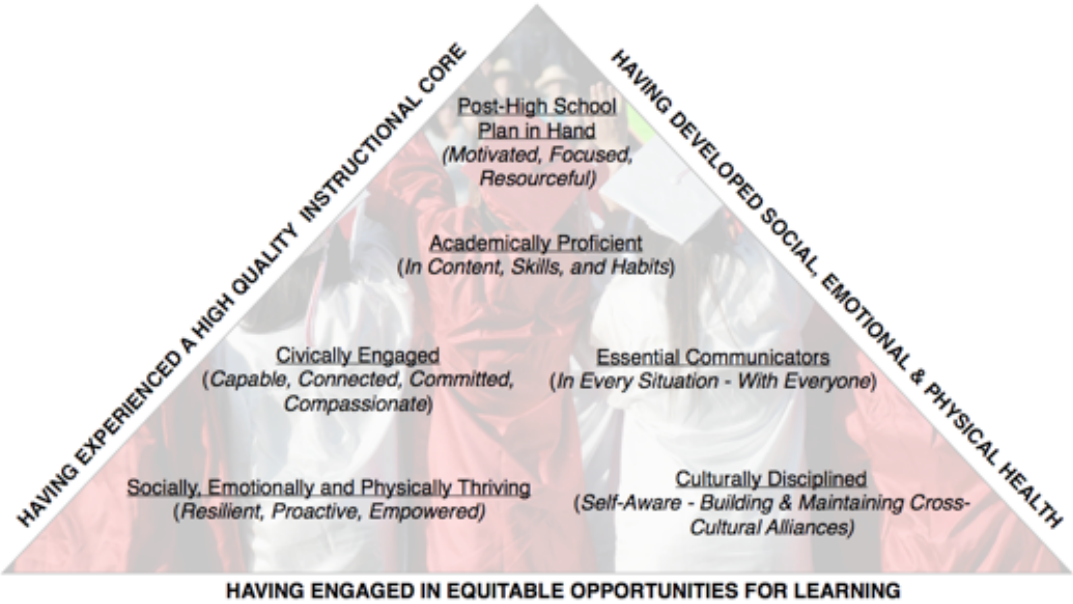 HAVING EXPERIENCED A HIGH QUALITY INSTRUCTIONAL CORE
HAVING DEVELOPED SOCIAL, EMOTIONAL & PHYSICAL HEALTH
Post-High School
Plan in Hand
(Motivated, Focused,
Resourceful)
Academically Proficient
(In Content, Skills, and Habits)
Civically Engaged
(Capable, Connected, Committed,
Compassionate)
Essential Communicators
(In Every Situation - With Everyone)
Socially, Emotionally and Physically Thriving
(Resilient, Proactive, Empowered)
Culturally Disciplined
(Self-Aware - Building & Maintaining Cross-
Cultural Alliances)
HAVING ENGAGED IN EQUITABLE OPPORTUNITIES FOR LEARNING